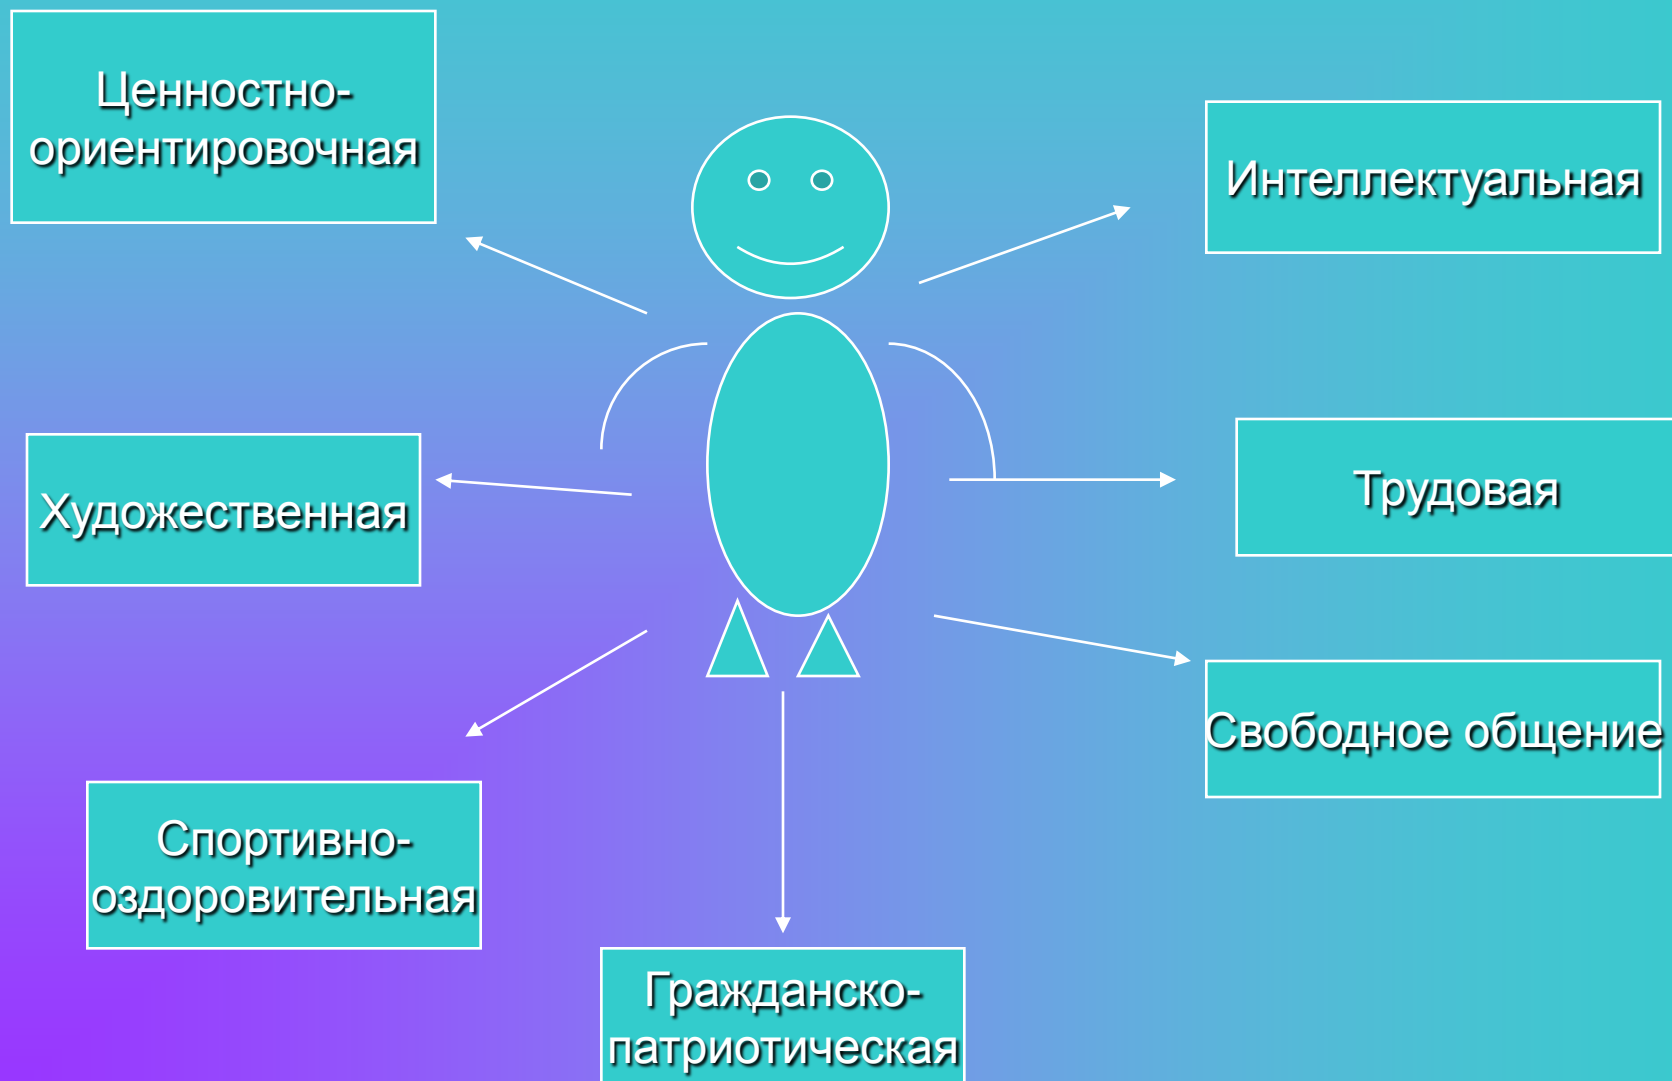 Ценностно-
ориентировочная
Интеллектуальная
Художественная
Трудовая
Свободное общение
Спортивно-
оздоровительная
Гражданско-
патриотическая